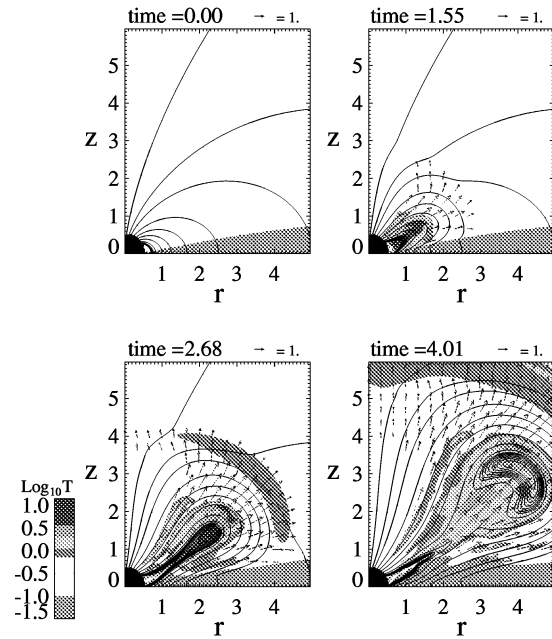 time =0.00 → = 1.
time =1.55 → = 1.
5
4
z 3
2
1
0
1 2 3 4
r
5
4
z 3
2
1
0
1 2 3 4
r
time =2.68 → = 1.
time =4.01 → = 1.
5
4
z 3
2
1
0
1 2 3 4
r
5
4
z 3
2
1
0
1 2 3 4
r
Log₁₀T
1.0
0.5
0.0
-0.5
-1.0
-1.5